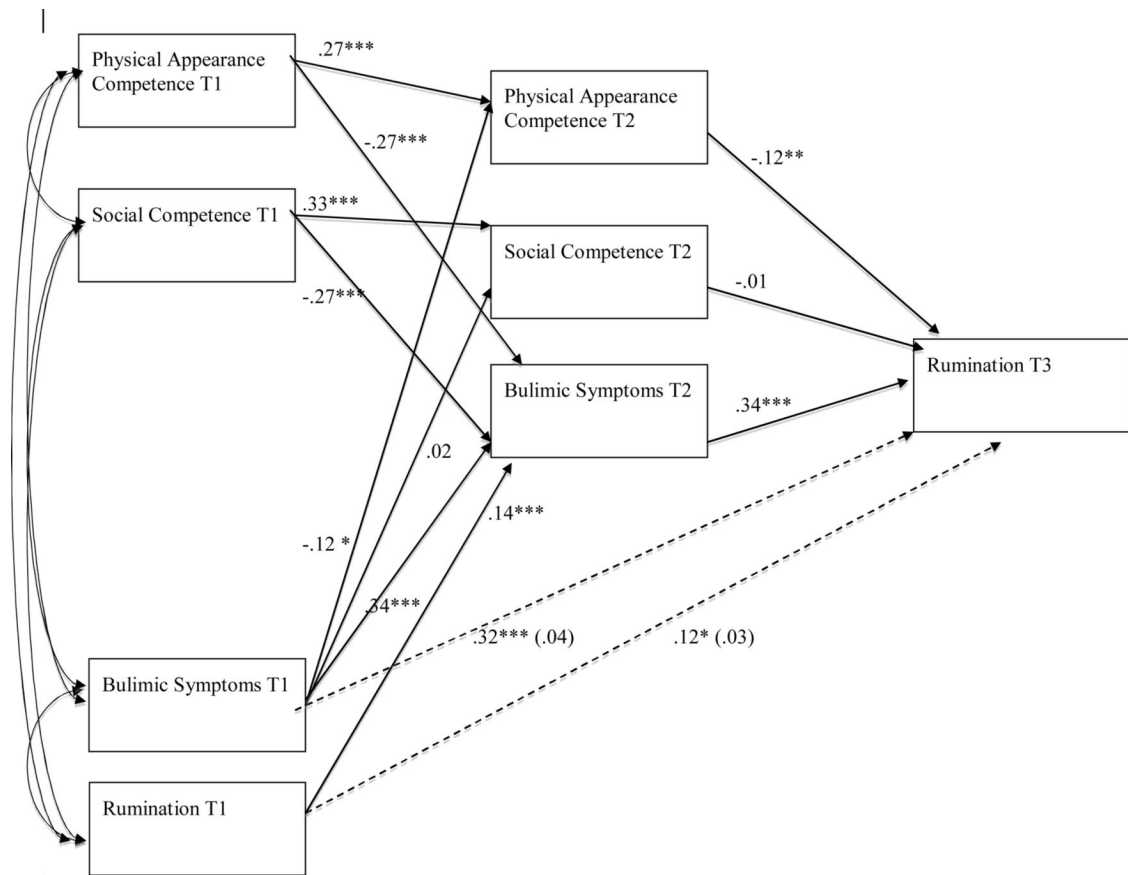 Physical Appearance
Competence T1
.27***
Physical Appearance
Competence T2
-.27***
-.12**
Social Competence T1
.33***
Social Competence T2
-.27***
-.01
Rumination T3
Bulimic Symptoms T2
.34***
.02
.14***
-.12 *
.34***
.32*** (.04)
.12* (.03)
Bulimic Symptoms T1
Rumination T1